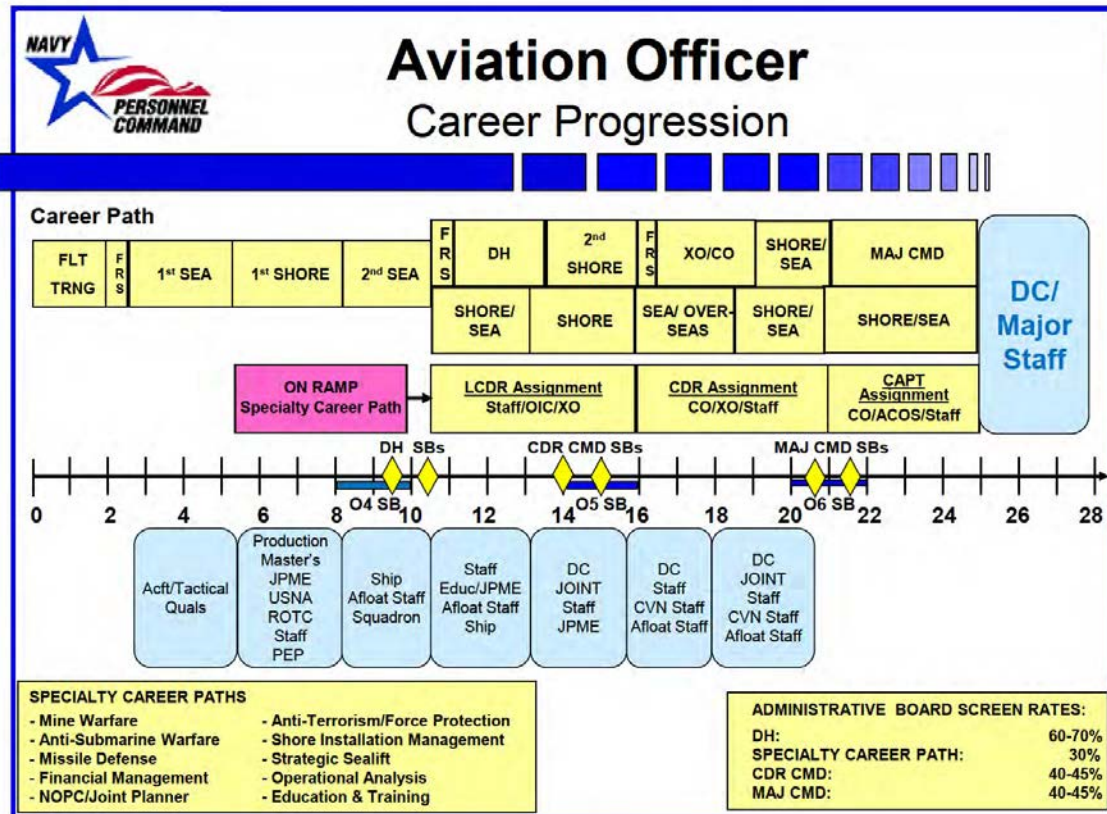 NAVY
PERSONNEL
COMMAND
Aviation Officer
Career Progression
Career Path
FLT
TRNG
F
R
S
1st SEA
1st SHORE
2nd SEA
F
R
S
DH
2nd
SHORE
F
R
S
XO/CO
SHORE/
SEA
MAJ CMD
SHORE/
SEA
SHORE
SEA/ OVER-
SEAS
SHORE/
SEA
SHORE/SEA
DC/
Major
Staff
ON RAMP
Specialty Career Path
LCDR Assignment
Staff/OIC/XO
CDR Assignment
CO/XO/Staff
CAPT
Assignment
CO/ACOS/Staff
DH SBs
CDR CMD SBs
MAJ CMD SBs
O4 SB
O5 SB
O6 SB
0 2 4 6 8 10 12 14 16 18 20 22 24 26 28
Acft/Tactical
Quals
Production
Master's
JPME
USNA
ROTC
Staff
PEP
Ship
Afloat Staff
Squadron
Staff
Educ/JPME
Afloat Staff
Ship
DC
JOINT
Staff
JPME
DC
Staff
CVN Staff
Afloat Staff
DC
JOINT
Staff
CVN Staff
Afloat Staff
SPECIALTY CAREER PATHS
- Mine Warfare
- Anti-Submarine Warfare
- Missile Defense
- Financial Management
- NOPC/Joint Planner
- Anti-Terrorism/Force Protection
- Shore Installation Management
- Strategic Sealift
- Operational Analysis
- Education & Training
ADMINISTRATIVE BOARD SCREEN RATES:
DH: 60-70%
SPECIALTY CAREER PATH: 30%
CDR CMD: 40-45%
MAJ CMD: 40-45%